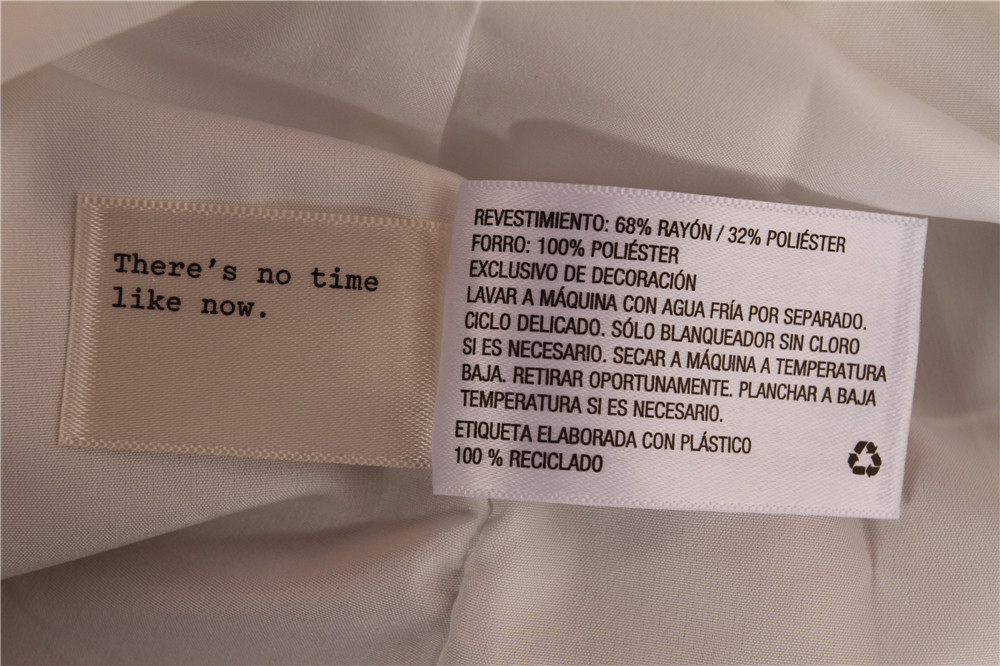 There's no time
like now.
REVESTIMIENTO: 68% RAYÓN / 32% POLIÉSTER
FORRO: 100% POLIÉSTER
EXCLUSIVO DE DECORACIÓN
LAVAR A MÁQUINA CON AGUA FRÍA POR SEPARADO.
CICLO DELICADO. SÓLO BLANQUEADOR SIN CLORO
SI ES NECESARIO. SECAR A MÁQUINA A TEMPERATURA
BAJA. RETIRAR OPORTUNAMENTE. PLANCHAR A BAJA
TEMPERATURA SI ES NECESARIO.
ETIQUETA ELABORADA CON PLÁSTICO
100 % RECICLADO